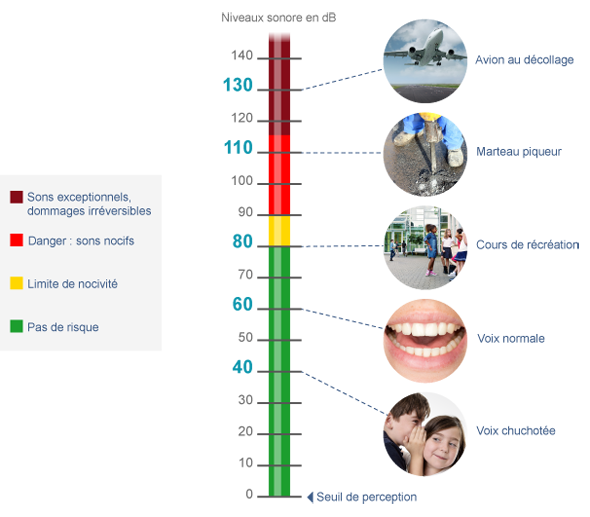 Niveaux sonore en dB
140
130
Avion au décollage
120
110
Marteau piqueur
100
90
80
Cours de récréation
70
60
Voix normale
50
40
30
Voix chuchotée
20
10
0
Seuil de perception
Sons exceptionnels,
dommages irréversibles
Danger : sons nocifs
Limite de nocivité
Pas de risque